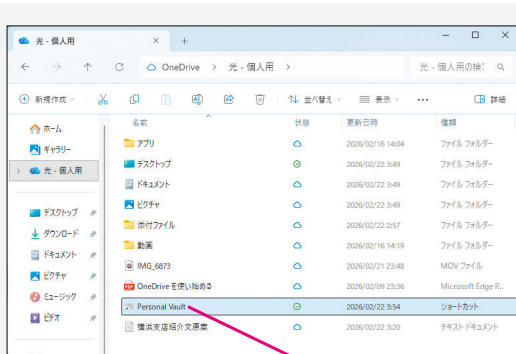 光 - 個人用
OneDrive 光 - 個人用 光 - 個人用の検
新規作成 並べ替え 表示 詳細
ホーム
ギャラリー
光 - 個人用
デスクトップ
ダウンロード
ドキュメント
ピクチャ
ミュージック
ビデオ
名前 状態 更新日時 種類
アプリ 2026/02/16 14:04 ファイル フォルダー
デスクトップ 2026/02/22 3:49 ファイル フォルダー
ドキュメント 2026/02/22 3:49 ファイル フォルダー
ピクチャ 2026/02/22 3:49 ファイル フォルダー
添付ファイル 2026/02/22 2:57 ファイル フォルダー
動画 2026/02/16 14:19 ファイル フォルダー
IMG_6873 2026/02/21 23:48 MOV ファイル
OneDrive を使い始める 2026/02/09 23:36 Microsoft Edge P...
Personal Vault 2026/02/22 3:54 ショートカット
横浜支店紹介文原案 2026/02/22 3:20 テキスト ドキュメント